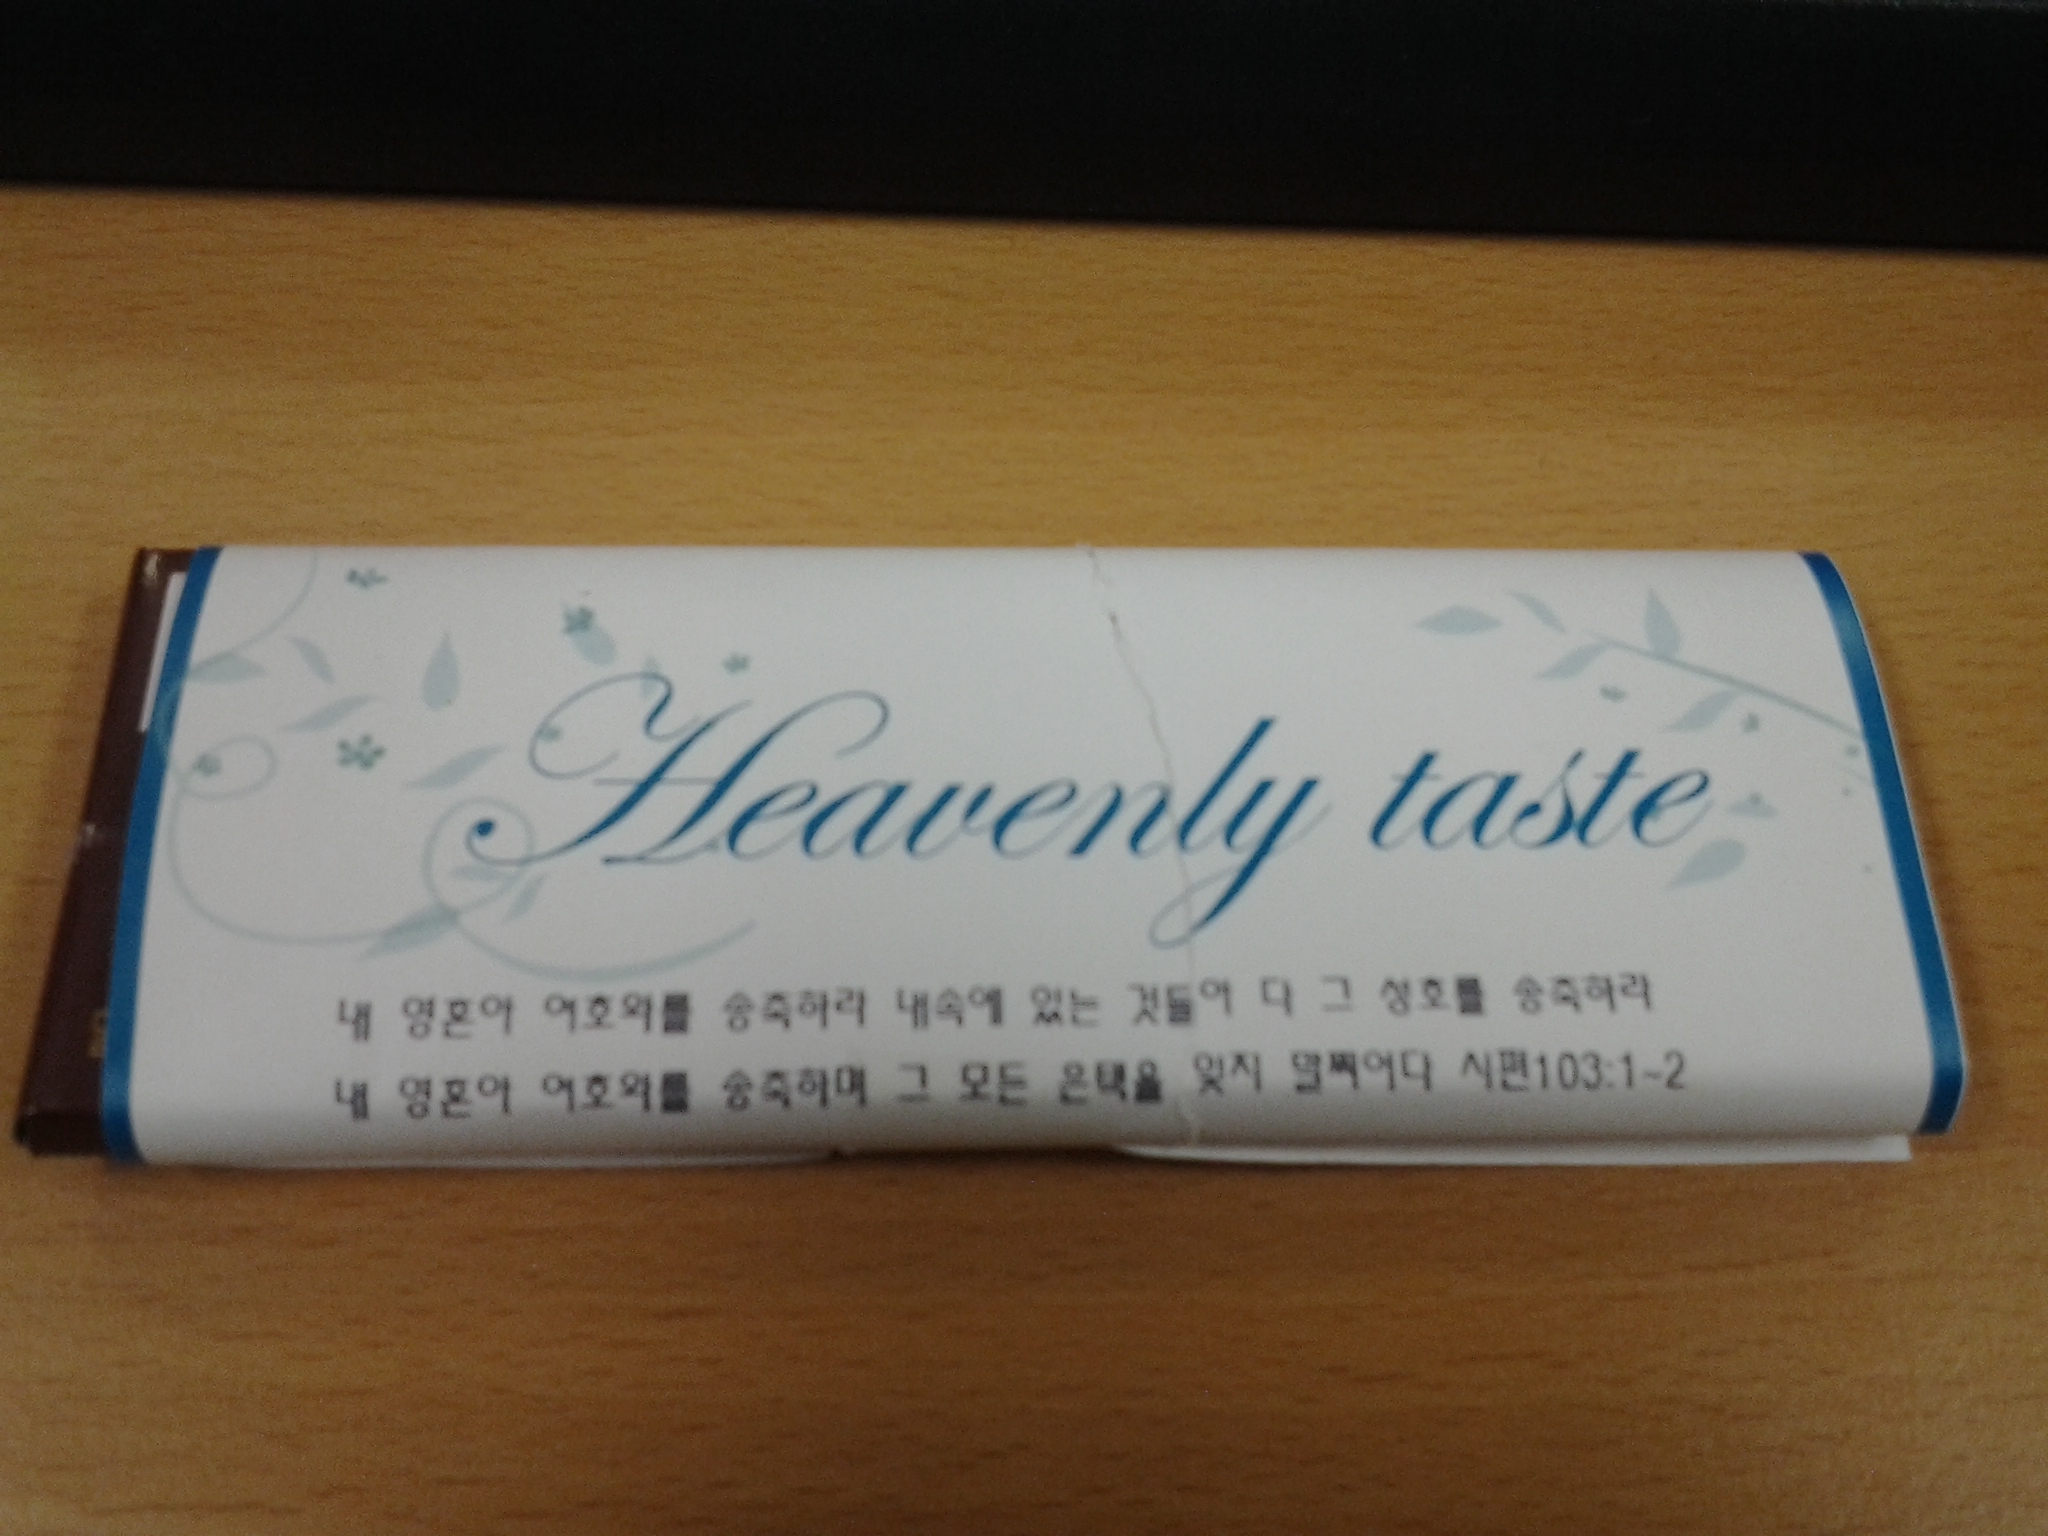 Heavenly taste
내 영혼아 여호와를 송축하라 내속에 있는 것들아 다 그 성호를 송축하라
내 영혼아 여호와를 송축하며 그 모든 은택을 잊지 말찌어다 시편103:1~2